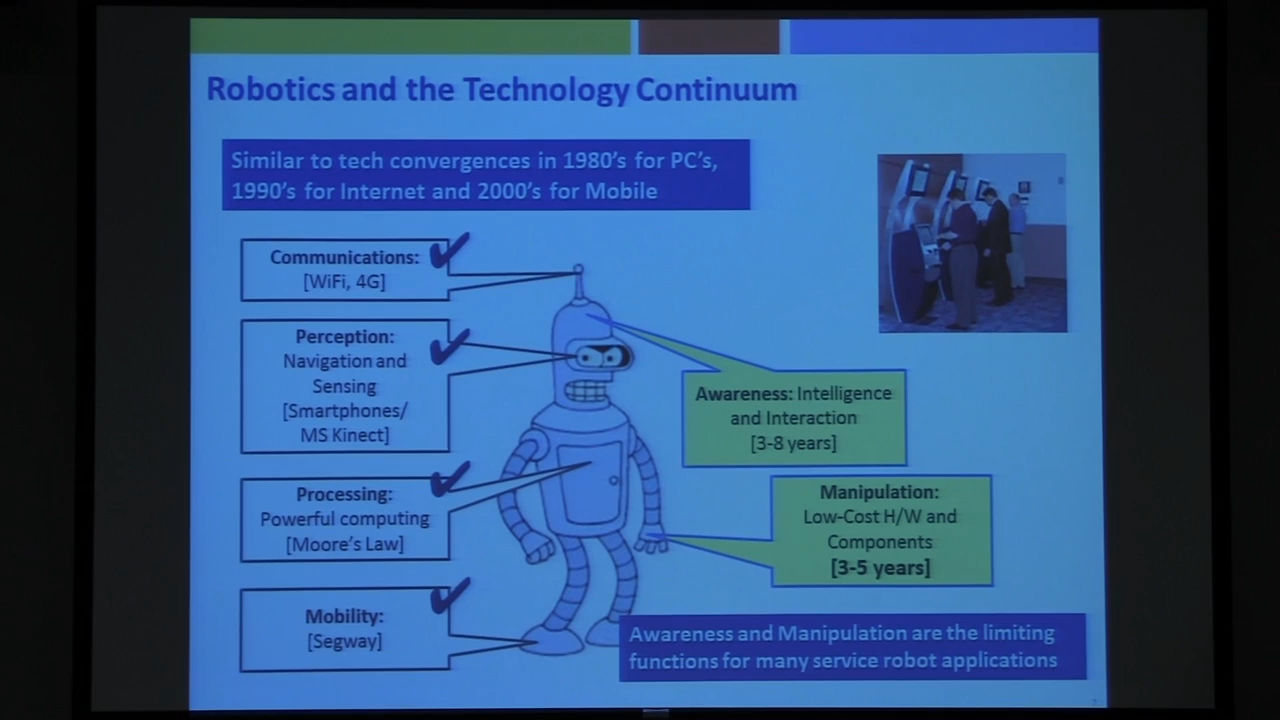 Robotics and the Technology Continuum
Similar to tech convergences in 1980's for PC's,
1990's for Internet and 2000's for Mobile
Communications:
[WiFi, 4G]
Perception:
Navigation and
Sensing
[Smartphones/
MS Kinect]
Processing:
Powerful computing
[Moore's Law]
Mobility:
[Segway]
Awareness: Intelligence
and Interaction
[3-8 years]
Manipulation:
Low-Cost H/W and
Components
[3-5 years]
Awareness and Manipulation are the limiting
functions for many service robot applications